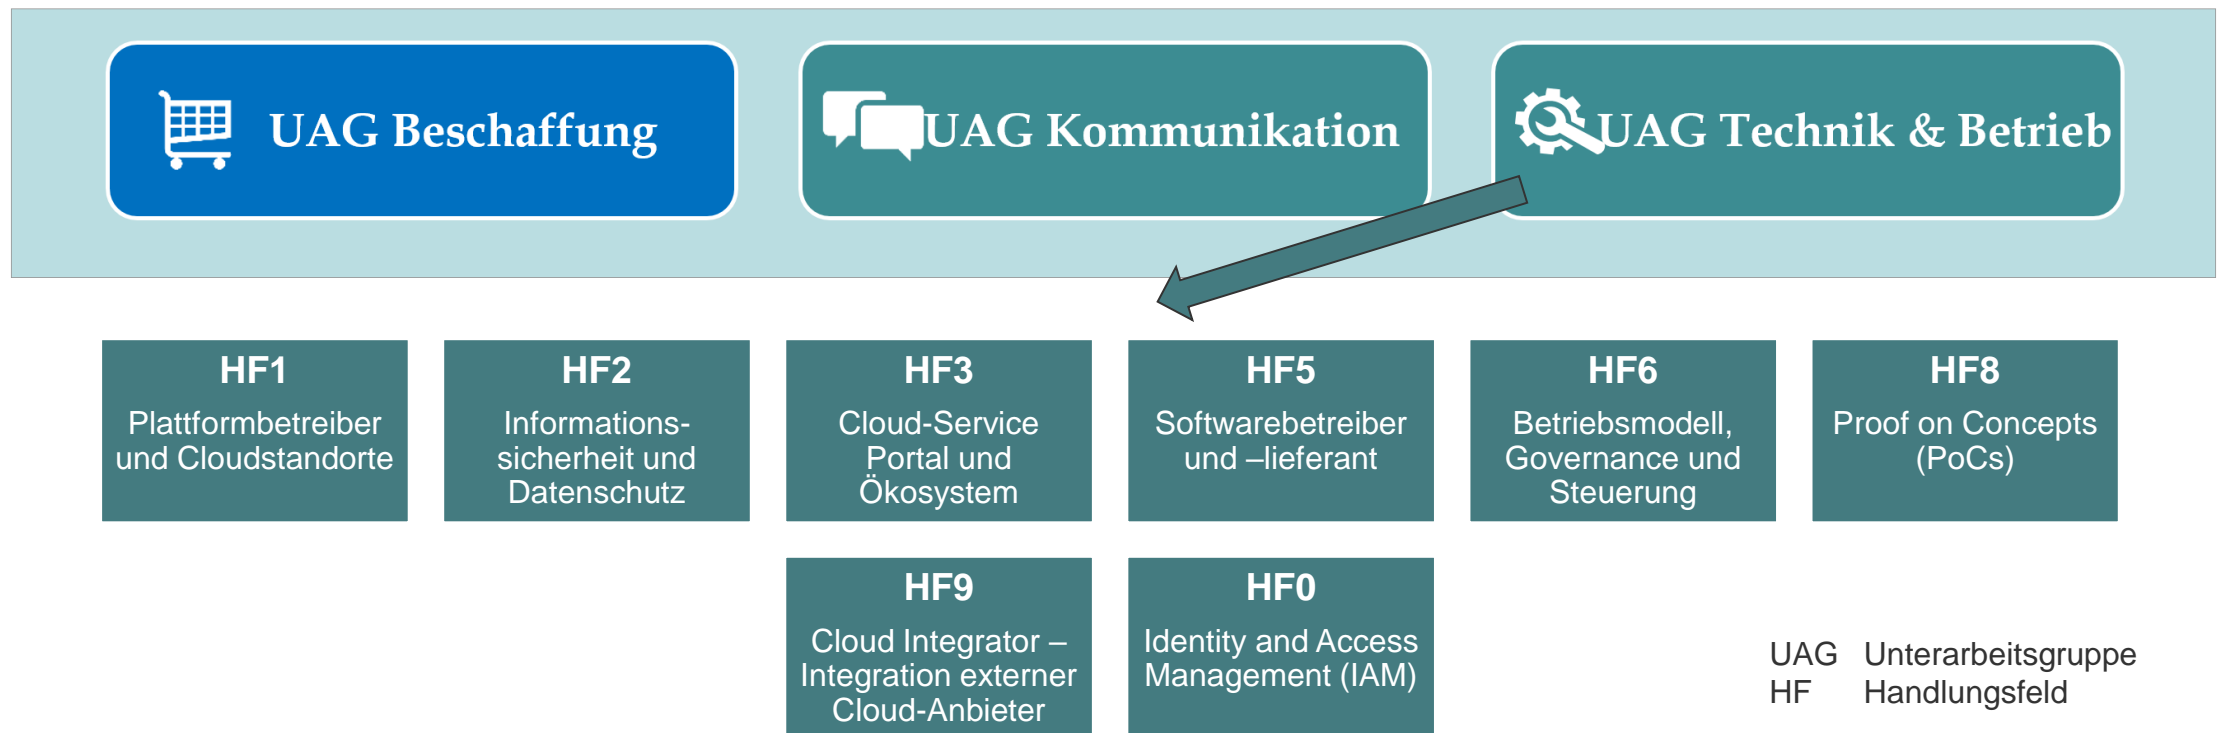 UAG Beschaffung
UAG Kommunikation
UAG Technik & Betrieb
HF1
Plattformbetreiber
und Cloudstandorte
HF2
Informations-
sicherheit und
Datenschutz
HF3
Cloud-Service
Portal und
Ökosystem
HF5
Softwarebetreiber
und –lieferant
HF6
Betriebsmodell,
Governance und
Steuerung
HF8
Proof on Concepts
(PoCs)
HF9
Cloud Integrator –
Integration externer
Cloud-Anbieter
HF0
Identity and Access
Management (IAM)
UAG Unterarbeitsgruppe
HF Handlungsfeld